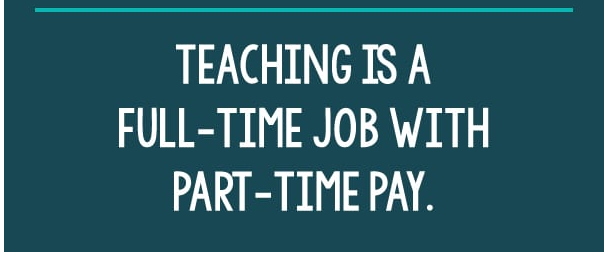 TEACHING IS A
FULL-TIME JOB WITH
PART-TIME PAY.